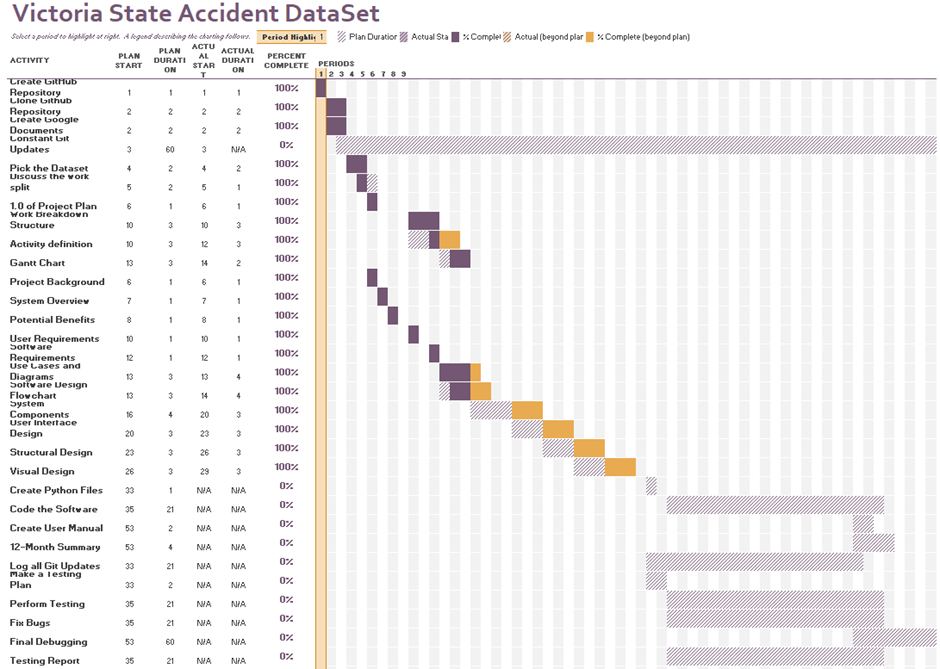 Victoria State Accident DataSet
Select a period to highlight at right. A legend describing the charting follows. Period Highlig 1 Plan Duration Actual Sta % Complet Actual (beyond plan % Complete (beyond plan)
ACTIVITY PLAN START PLAN DURATI ON ACTU AL STAR T ACTUAL DURATI ON PERCENT COMPLETE PERIODS
1 2 3 4 5 6 7 8 9
Create GitHub
Repository 1 1 1 1 100%
Clone Github
Repository 2 2 2 2 100%
Create Google
Documents 2 2 2 2 100%
Constant Git
Updates 3 60 3 N/A 0%
Pick the Dataset 4 2 4 2 100%
Discuss the work
split 5 2 5 1 100%
1.0 of Project Plan 6 1 6 1 100%
Work Breakdown
Structure 10 3 10 3 100%
Activity definition 10 3 12 3 100%
Gantt Chart 13 3 14 2 100%
Project Background 6 1 6 1 100%
System Overview 7 1 7 1 100%
Potential Benefits 8 1 8 1 100%
User Requirements 10 1 10 1 100%
Software
Requirements 12 1 12 1 100%
Use Cases and
Diagrams 13 3 13 4 100%
Software Design
Flowchart 13 3 14 4 100%
System
Components 16 4 20 3 100%
User Interface
Design 20 3 23 3 100%
Structural Design 23 3 26 3 100%
Visual Design 26 3 29 3 100%
Create Python Files 33 1 N/A N/A 0%
Code the Software 35 21 N/A N/A 0%
Create User Manual 53 2 N/A N/A 0%
12-Month Summary 53 4 N/A N/A 0%
Log all Git Updates 33 21 N/A N/A 0%
Make a Testing
Plan 33 2 N/A N/A 0%
Perform Testing 35 21 N/A N/A 0%
Fix Bugs 35 21 N/A N/A 0%
Final Debugging 53 60 N/A N/A 0%
Testing Report 35 21 N/A N/A 0%